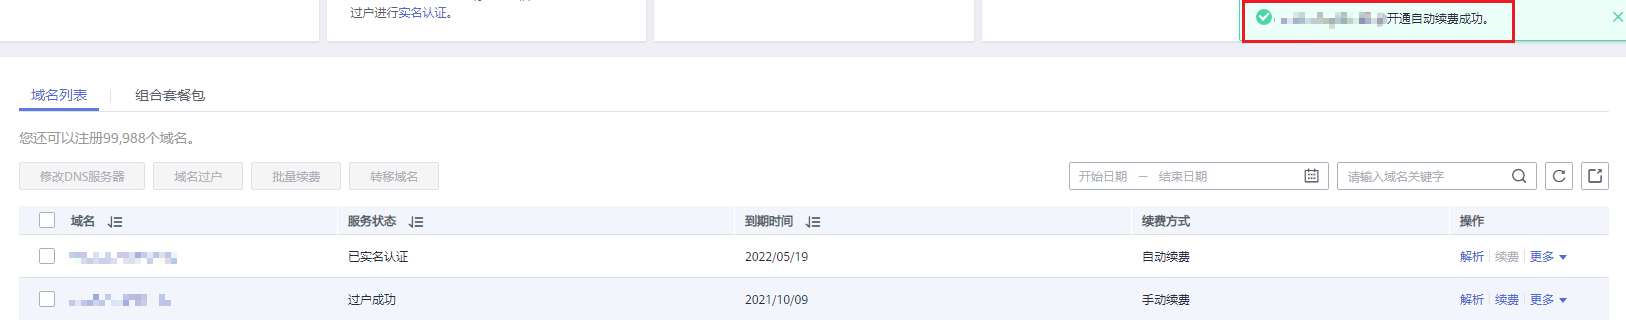 过户进行实名认证。
开通自动续费成功。
域名列表 组合套餐包
您还可以注册99,988个域名。
修改DNS服务器 域名过户 批量续费 转移域名 开始日期 — 结束日期 请输入域名关键字
域名 服务状态 到期时间 续费方式 操作
已实名认证 2022/05/19 自动续费 解析 续费 更多
过户成功 2021/10/09 手动续费 解析 续费 更多